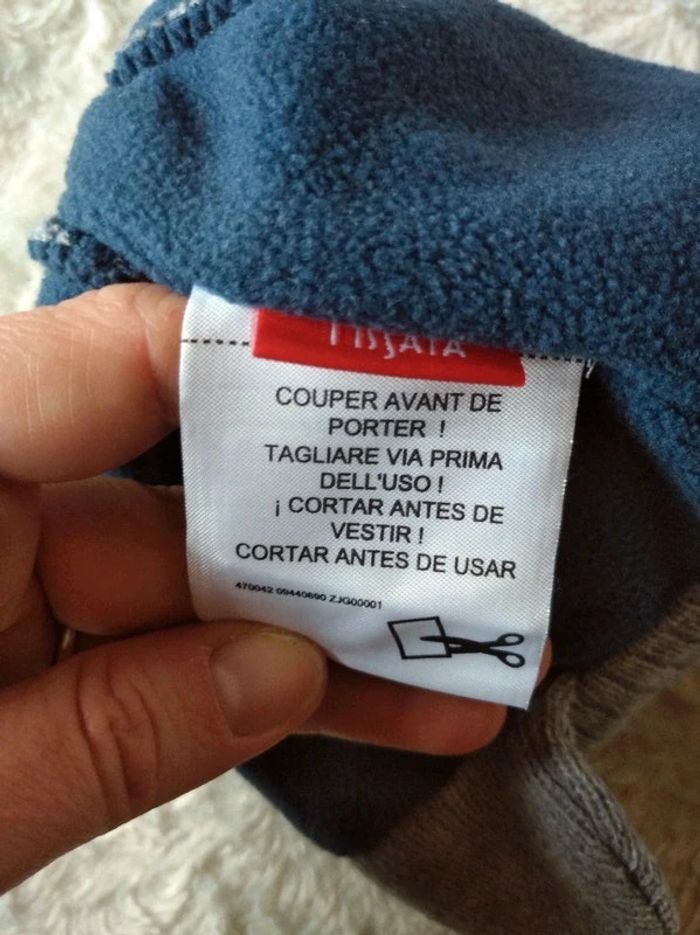 COUPER AVANT DE
PORTER !
TAGLIARE VIA PRIMA
DELL'USO !
¡ CORTAR ANTES DE
VESTIR !
CORTAR ANTES DE USAR
470042 09440690 ZJG00001